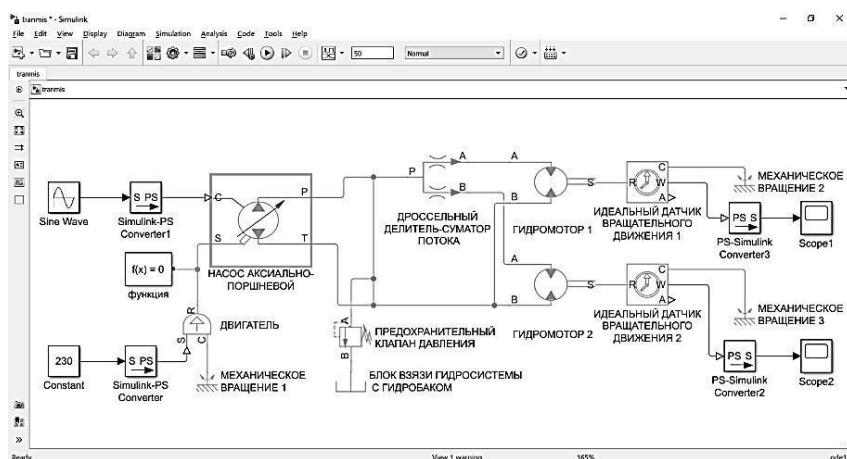 tranmis * - Simulink
File Edit View Display Diagram Simulation Analysis Code Tools Help
50
Normal
tranmis
tranmis
Sine Wave
S PS
Simulink-PS
Converter1
C
P
S
T
НАСОС АКСИАЛЬНО-
ПОРШНЕВОЙ
f(x) = 0
функция
R
S
C
ДВИГАТЕЛЬ
230
Constant
S PS
Simulink-PS
Converter
МЕХАНИЧЕСКОЕ
ВРАЩЕНИЕ 1
P
A
B
ДРОССЕЛЬНЫЙ
ДЕЛИТЕЛЬ-СУМАТОР
ПОТОКА
A
B
ПРЕДОХРАНИТЕЛЬНЫЙ
КЛАПАН ДАВЛЕНИЯ
БЛОК ВЗЯЗИ ГИДРОСИСТЕМЫ
С ГИДРОБАКОМ
A
B
S
ГИДРОМОТОР 1
R
C
W
A
ИДЕАЛЬНЫЙ ДАТЧИК
ВРАЩАТЕЛЬНОГО
ДВИЖЕНИЯ 1
МЕХАНИЧЕСКОЕ
ВРАЩЕНИЕ 2
PS S
PS-Simulink
Converter3
Scope1
A
B
S
ГИДРОМОТОР 2
R
C
W
A
ИДЕАЛЬНЫЙ ДАТЧИК
ВРАЩАТЕЛЬНОГО
ДВИЖЕНИЯ 2
МЕХАНИЧЕСКОЕ
ВРАЩЕНИЕ 3
PS S
PS-Simulink
Converter2
Scope2
Ready
View 1 warning
165%
ode1